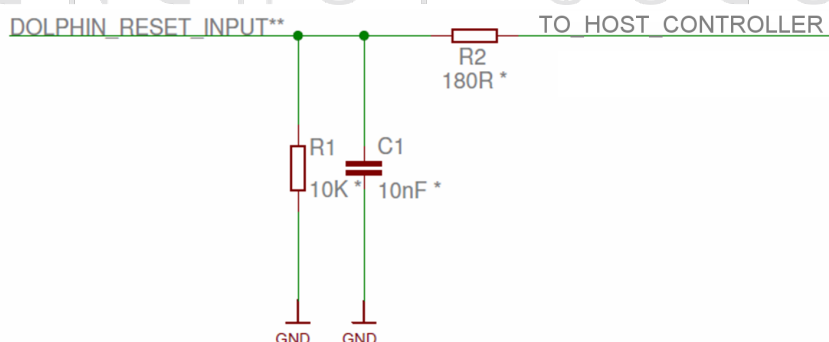 DOLPHIN_RESET_INPUT**
TO_HOST_CONTROLLER
R2
180R *
R1
10K *
C1
10nF *
GND
GND